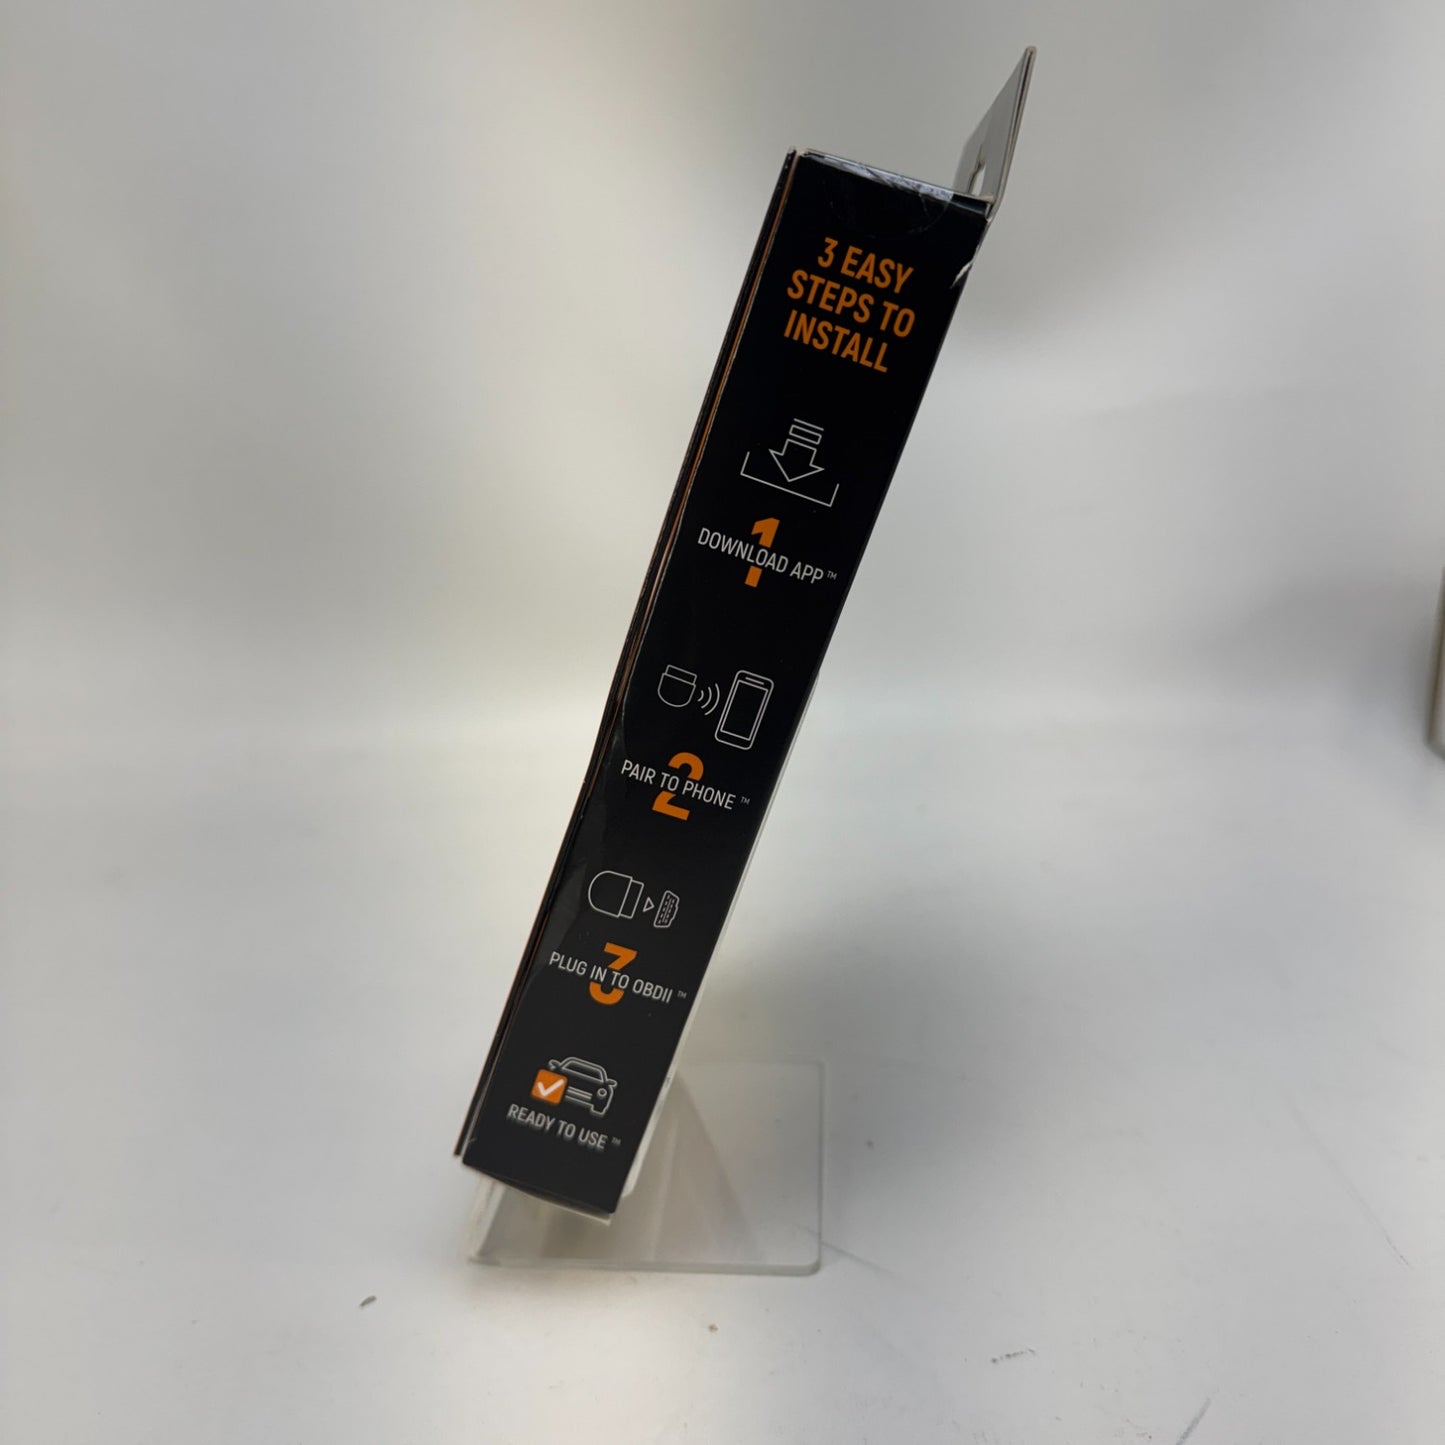 3 EASY
STEPS TO
INSTALL
1
DOWNLOAD APP™
2
PAIR TO PHONE™
3
PLUG IN TO OBDII™
READY TO USE™